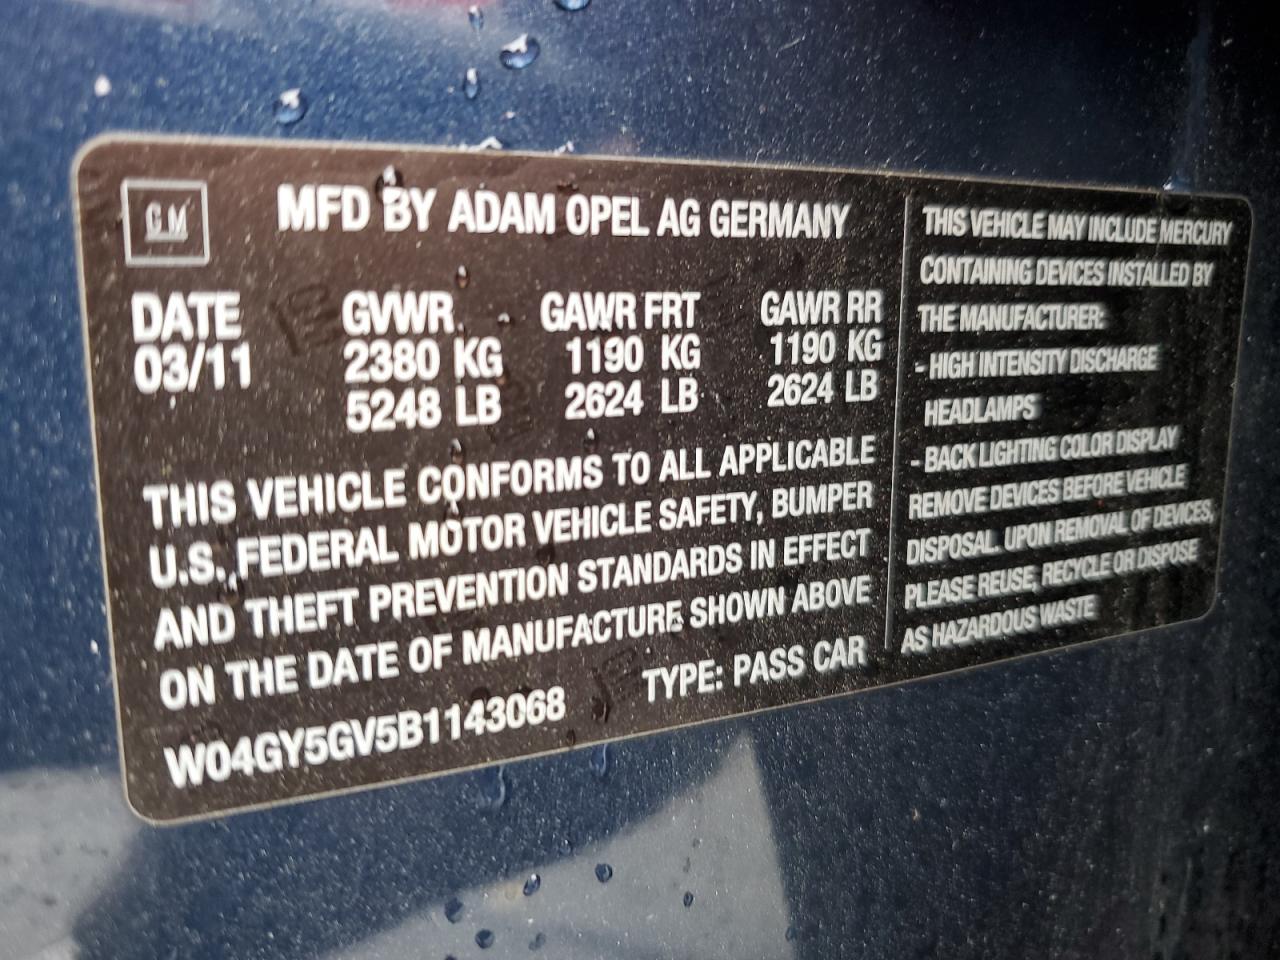 GM
MFD BY ADAM OPEL AG GERMANY
DATE GVWR GAWR FRT GAWR RR
03/11 2380 KG 1190 KG 1190 KG
5248 LB 2624 LB 2624 LB
THIS VEHICLE CONFORMS TO ALL APPLICABLE
U.S. FEDERAL MOTOR VEHICLE SAFETY, BUMPER
AND THEFT PREVENTION STANDARDS IN EFFECT
ON THE DATE OF MANUFACTURE SHOWN ABOVE
W04GY5GV5B1143068 TYPE: PASS CAR
THIS VEHICLE MAY INCLUDE MERCURY
CONTAINING DEVICES INSTALLED BY
THE MANUFACTURER:
- HIGH INTENSITY DISCHARGE
HEADLAMPS
- BACK LIGHTING COLOR DISPLAY
REMOVE DEVICES BEFORE VEHICLE
DISPOSAL. UPON REMOVAL OF DEVICES,
PLEASE REUSE, RECYCLE OR DISPOSE
AS HAZARDOUS WASTE